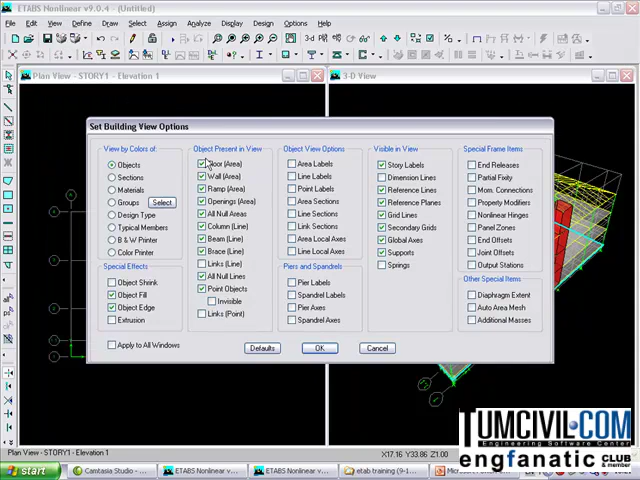 ETABS Nonlinear v9.0.4 - (Untitled)
File Edit View Define Draw Select Assign Analyze Display Design Options Help
Plan View - STORY1 - Elevation 1
3-D View
Set Building View Options
View by Colors of:
Objects
Sections
Materials
Groups
Select
Design Type
Typical Members
B & W Printer
Color Printer
Special Effects
Object Shrink
Object Fill
Object Edge
Extrusion
Apply to All Windows
Object Present in View
Floor (Area)
Wall (Area)
Ramp (Area)
Openings (Area)
All Null Areas
Column (Line)
Beam (Line)
Brace (Line)
Links (Line)
All Null Lines
Point Objects
Invisible
Links (Point)
Object View Options
Area Labels
Line Labels
Point Labels
Area Sections
Line Sections
Link Sections
Area Local Axes
Line Local Axes
Piers and Spandrels
Pier Labels
Spandrel Labels
Pier Axes
Spandrel Axes
Visible in View
Story Labels
Dimension Lines
Reference Lines
Reference Planes
Grid Lines
Secondary Grids
Global Axes
Supports
Springs
Special Frame Items
End Releases
Partial Fixity
Mom. Connections
Property Modifiers
Nonlinear Hinges
Panel Zones
End Offsets
Joint Offsets
Output Stations
Other Special Items
Diaphragm Extent
Auto Area Mesh
Additional Masses
Defaults
OK
Cancel
Plan View - STORY1 - Elevation 1
X17.16 Y33.86 Z1.00
TUMCIVIL.COM
Engineering Software Center
engfanatic CLUB
& member
start
Camtasia Studio - ...
ETABS Nonlinear v...
ETABS Nonlinear v...
etab training (9-1...